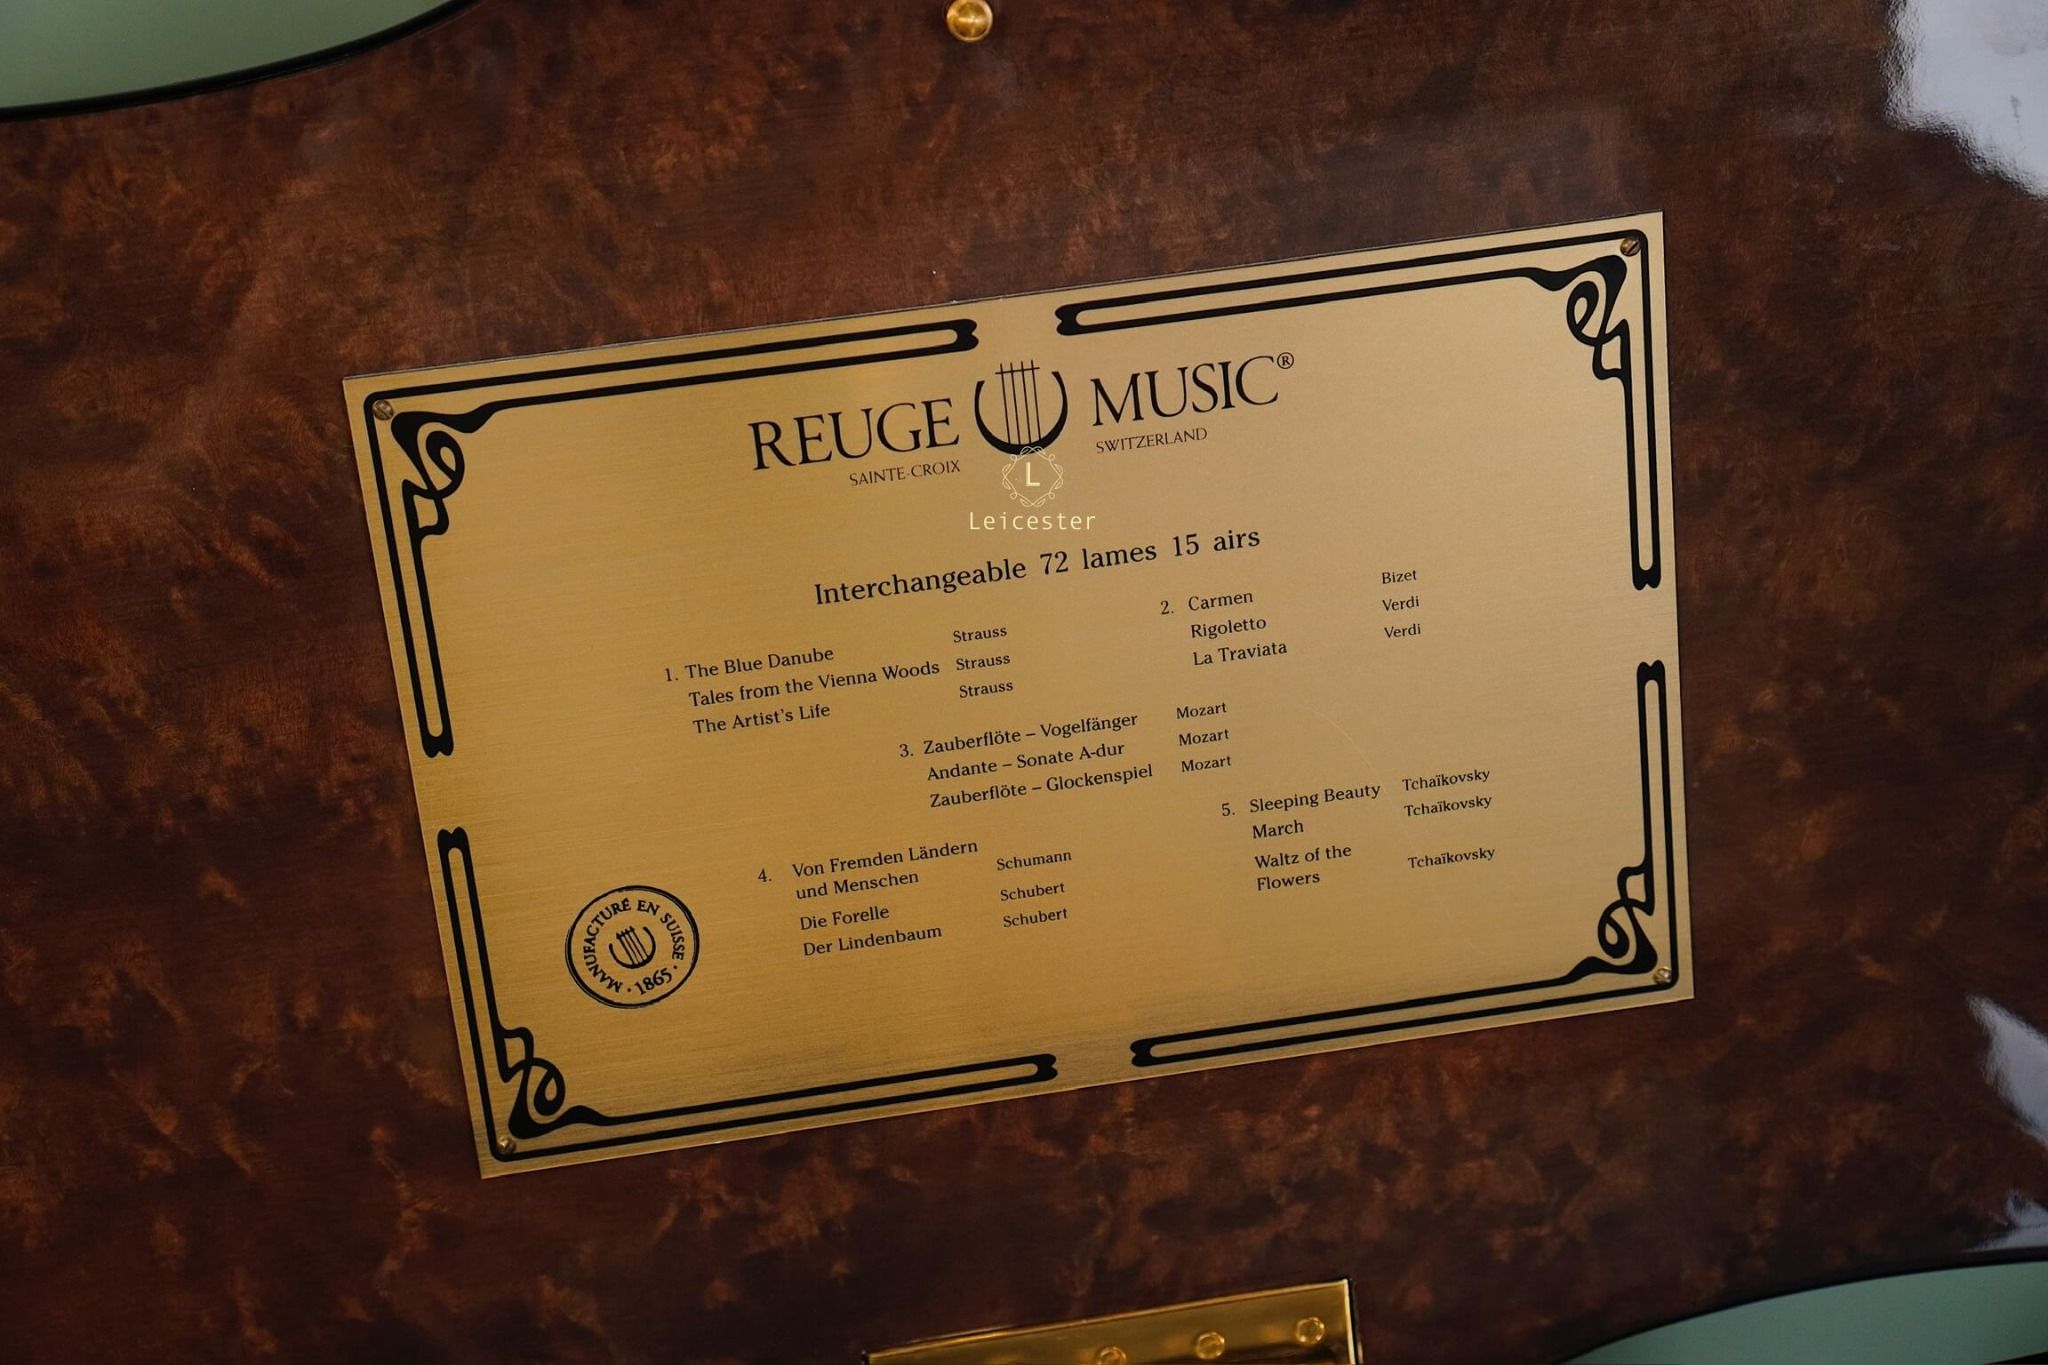 REUGE MUSIC®
SAINTE-CROIX SWITZERLAND
L
Leicester
Interchangeable 72 lames 15 airs
1. The Blue Danube Strauss
Tales from the Vienna Woods Strauss
The Artist's Life Strauss
2. Carmen Bizet
Rigoletto Verdi
La Traviata Verdi
3. Zauberflöte – Vogelfänger Mozart
Andante – Sonate A-dur Mozart
Zauberflöte – Glockenspiel Mozart
4. Von Fremden Ländern
und Menschen Schumann
Die Forelle Schubert
Der Lindenbaum Schubert
5. Sleeping Beauty Tchaïkovsky
March Tchaïkovsky
Waltz of the
Flowers Tchaïkovsky
MANUFACTURÉ EN SUISSE · 1865 ·